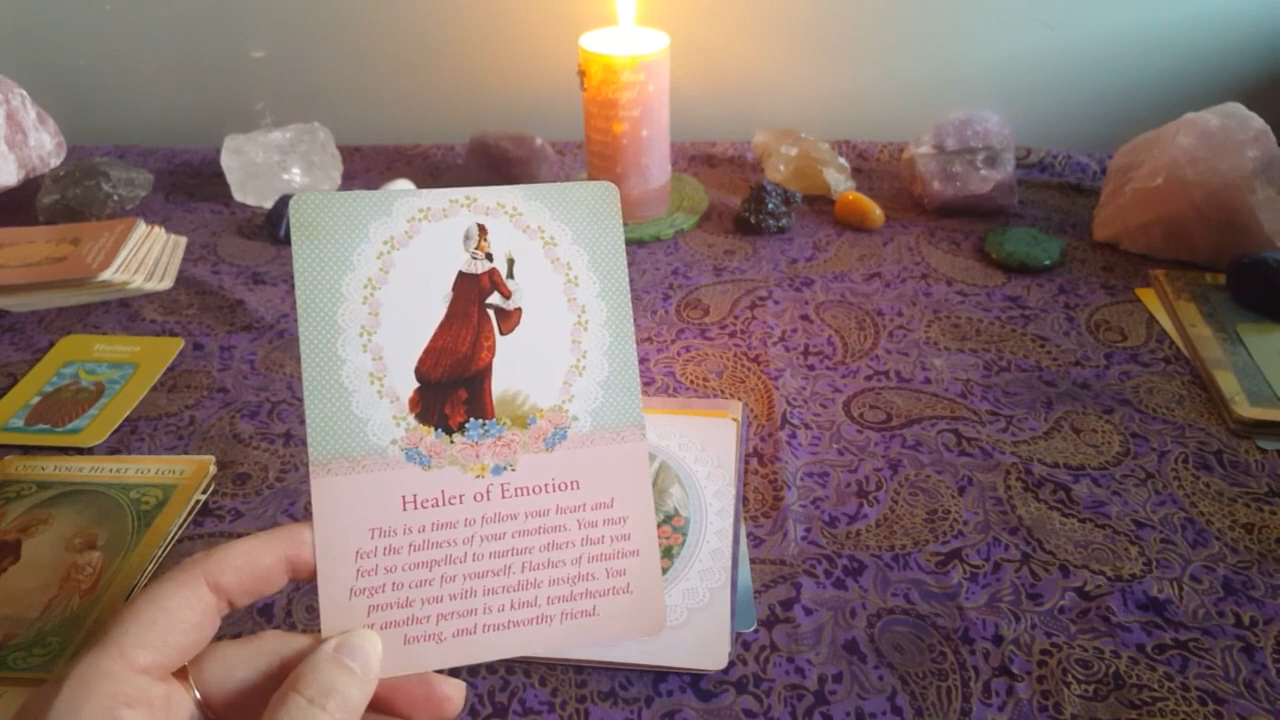 Healer of Emotion
This is a time to follow your heart and
feel the fullness of your emotions. You may
feel so compelled to nurture others that you
forget to care for yourself. Flashes of intuition
provide you with incredible insights. You
or another person is a kind, tenderhearted,
loving, and trustworthy friend.
OPEN YOUR HEART TO LOVE